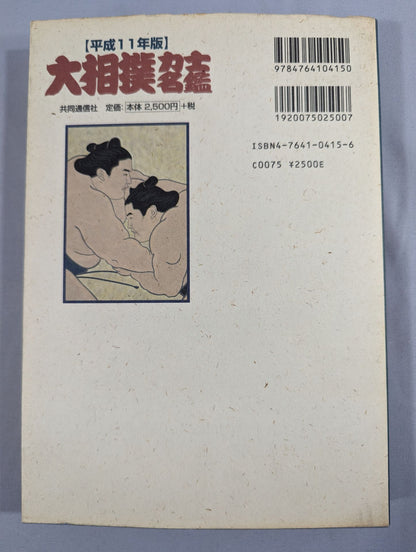 【平成11年版】
大相撲力士名鑑
共同通信社 定価:本体2,500円+税
9784764104150
1920075025007
ISBN4-7641-0415-6
C0075 ¥2500E